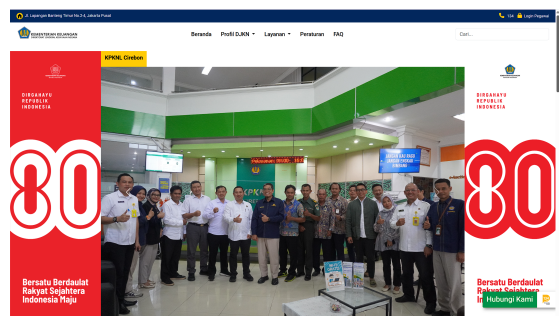 Jl. Lapangan Banteng Timur No.2-4, Jakarta Pusat
134
Login Pegawai
KEMENTERIAN KEUANGAN
Beranda
Profil DJKN
Layanan
Peraturan
FAQ
Cari...
KPKNL Cirebon
DIRGAHAYU
REPUBLIK
INDONESIA
80
Bersatu Berdaulat
Rakyat Sejahtera
Indonesia Maju
DIRGAHAYU
REPUBLIK
INDONESIA
80
Bersatu Berdaulat
Rakyat Sejahtera
Hubungi Kami